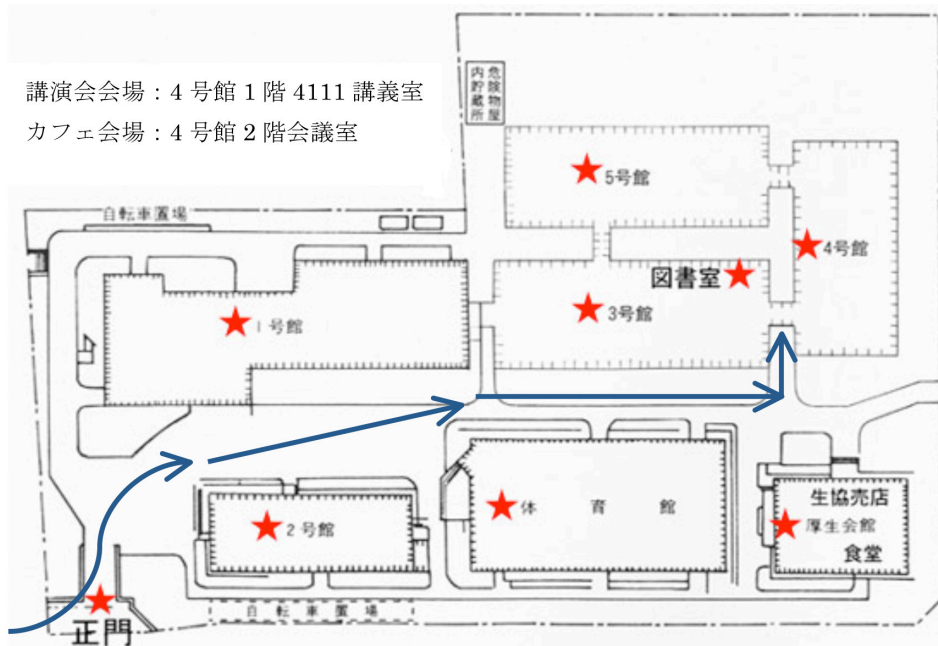 講演会会場：4 号館 1 階 4111 講義室
カフェ会場：4 号館 2 階会議室
危険物屋
内貯蔵所
5号館
自転車置場
4号館
図書室
3号館
1号館
生協売店
体育館
厚生会館
2号館
食堂
自転車置場
正門